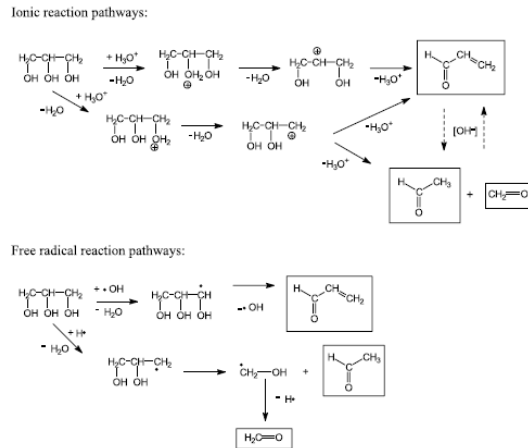 Ionic reaction pathways:
H₂C-CH-CH₂
OH OH OH
+ H₃O⁺
-H₂O
H₂C-CH-CH₂
OH OH₂OH
⊕
-H₂O
⊕
H₂C-CH-CH₂
OH OH
-H₃O⁺
H CH=CH₂
C
O
+ H₃O⁺
-H₂O
H₂C-CH-CH₂
OH OH OH₂
⊕
-H₂O
H₂C-CH-CH₂
OH OH ⊕
-H₃O⁺
-H₃O⁺
[OH-]
H CH₃
C
O
+
CH₂=O
Free radical reaction pathways:
H₂C-CH-CH₂
OH OH OH
+ •OH
- H₂O
H₂C-CH-CH
OH OH OH
-•OH
H CH=CH₂
C
O
+ H•
- H₂O
H₂C-CH-CH₂
OH OH •
CH₂-OH
+
H CH₃
C
O
- H•
H₂C=O